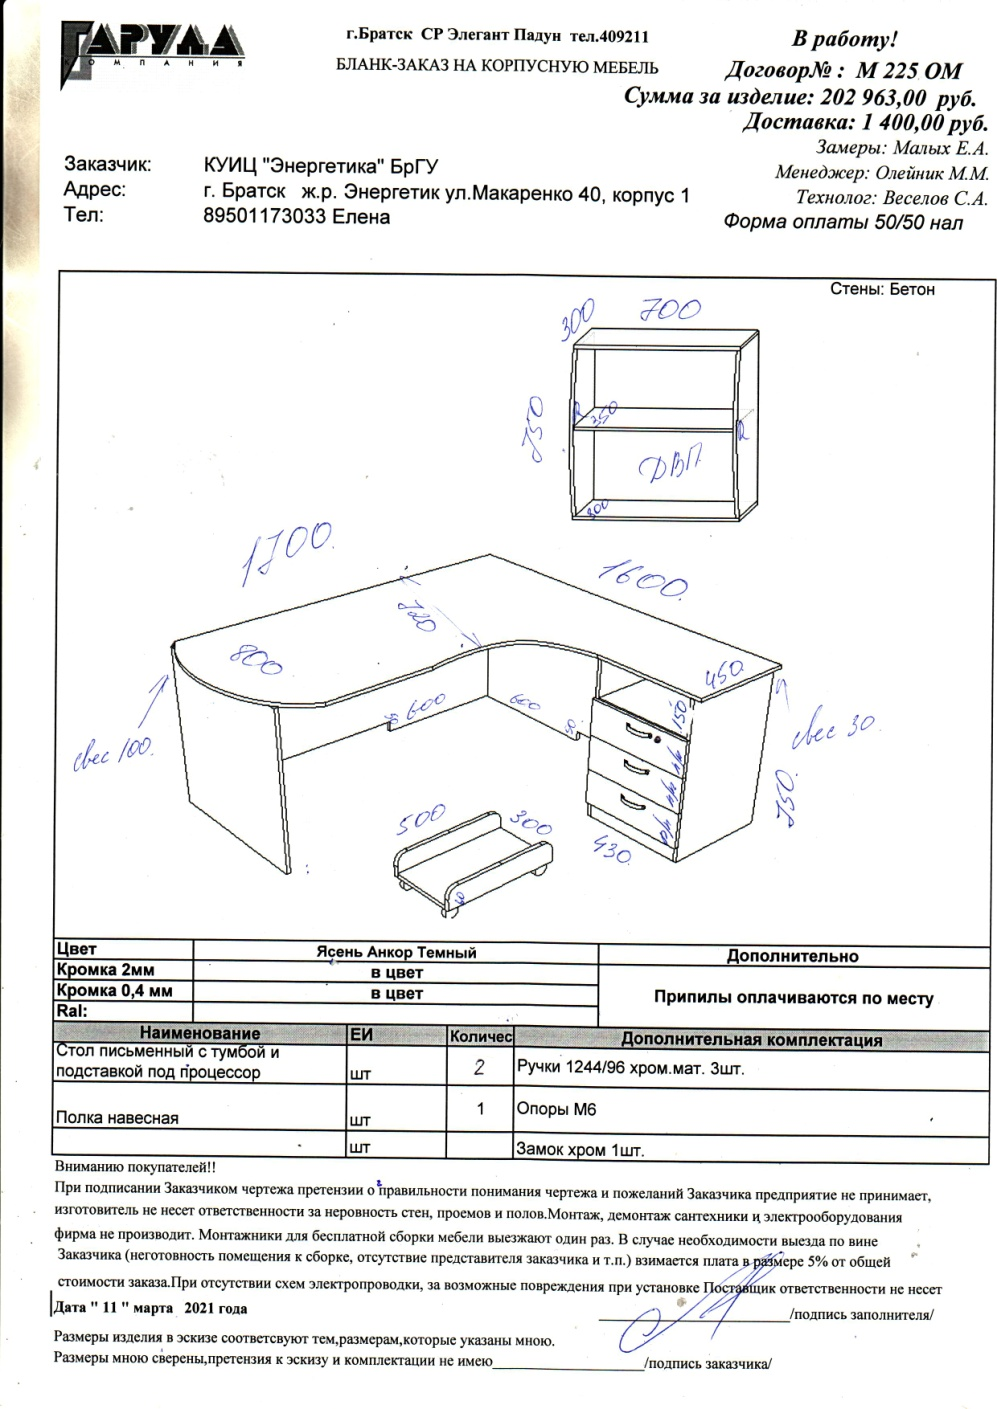 ГАРУДА
КОМПАНИЯ
г.Братск СР Элегант Падун тел.409211
БЛАНК-ЗАКАЗ НА КОРПУСНУЮ МЕБЕЛЬ
В работу!
Договор№ : М 225 ОМ
Сумма за изделие: 202 963,00 руб.
Доставка: 1 400,00 руб.
Замеры: Малых Е.А.
Менеджер: Олейник М.М.
Технолог: Веселов С.А.
Форма оплаты 50/50 нал
Заказчик: КУИЦ "Энергетика" БрГУ
Адрес: г. Братск ж.р. Энергетик ул.Макаренко 40, корпус 1
Тел: 89501173033 Елена
Стены: Бетон
300 700
750
R 350
R
ДВП
300
1700.
1600.
720
800
450.
600
600
50
50
150
свес 100.
свес 30.
750.
500
300
430.
50
Цвет Ясень Анкор Темный Дополнительно
Кромка 2мм в цвет
Кромка 0,4 мм в цвет Припилы оплачиваются по месту
Ral:
Наименование ЕИ Количес Дополнительная комплектация
Стол письменный с тумбой и
подставкой под процессор шт 2 Ручки 1244/96 хром.мат. 3шт.
Полка навесная шт 1 Опоры М6
шт Замок хром 1шт.
Вниманию покупателей!!
При подписании Заказчиком чертежа претензии о правильности понимания чертежа и пожеланий Заказчика предприятие не принимает,
изготовитель не несет ответственности за неровность стен, проемов и полов.Монтаж, демонтаж сантехники и электрооборудования
фирма не производит. Монтажники для бесплатной сборки мебели выезжают один раз. В случае необходимости выезда по вине
Заказчика (неготовность помещения к сборке, отсутствие представителя заказчика и т.п.) взимается плата в размере 5% от общей
стоимости заказа.При отсутствии схем электропроводки, за возможные повреждения при установке Поставщик ответственности не несет
Дата " 11 " марта 2021 года
/подпись заполнителя/
Размеры изделия в эскизе соответсвуют тем,размерам,которые указаны мною.
Размеры мною сверены,претензия к эскизу и комплектации не имею /подпись заказчика/